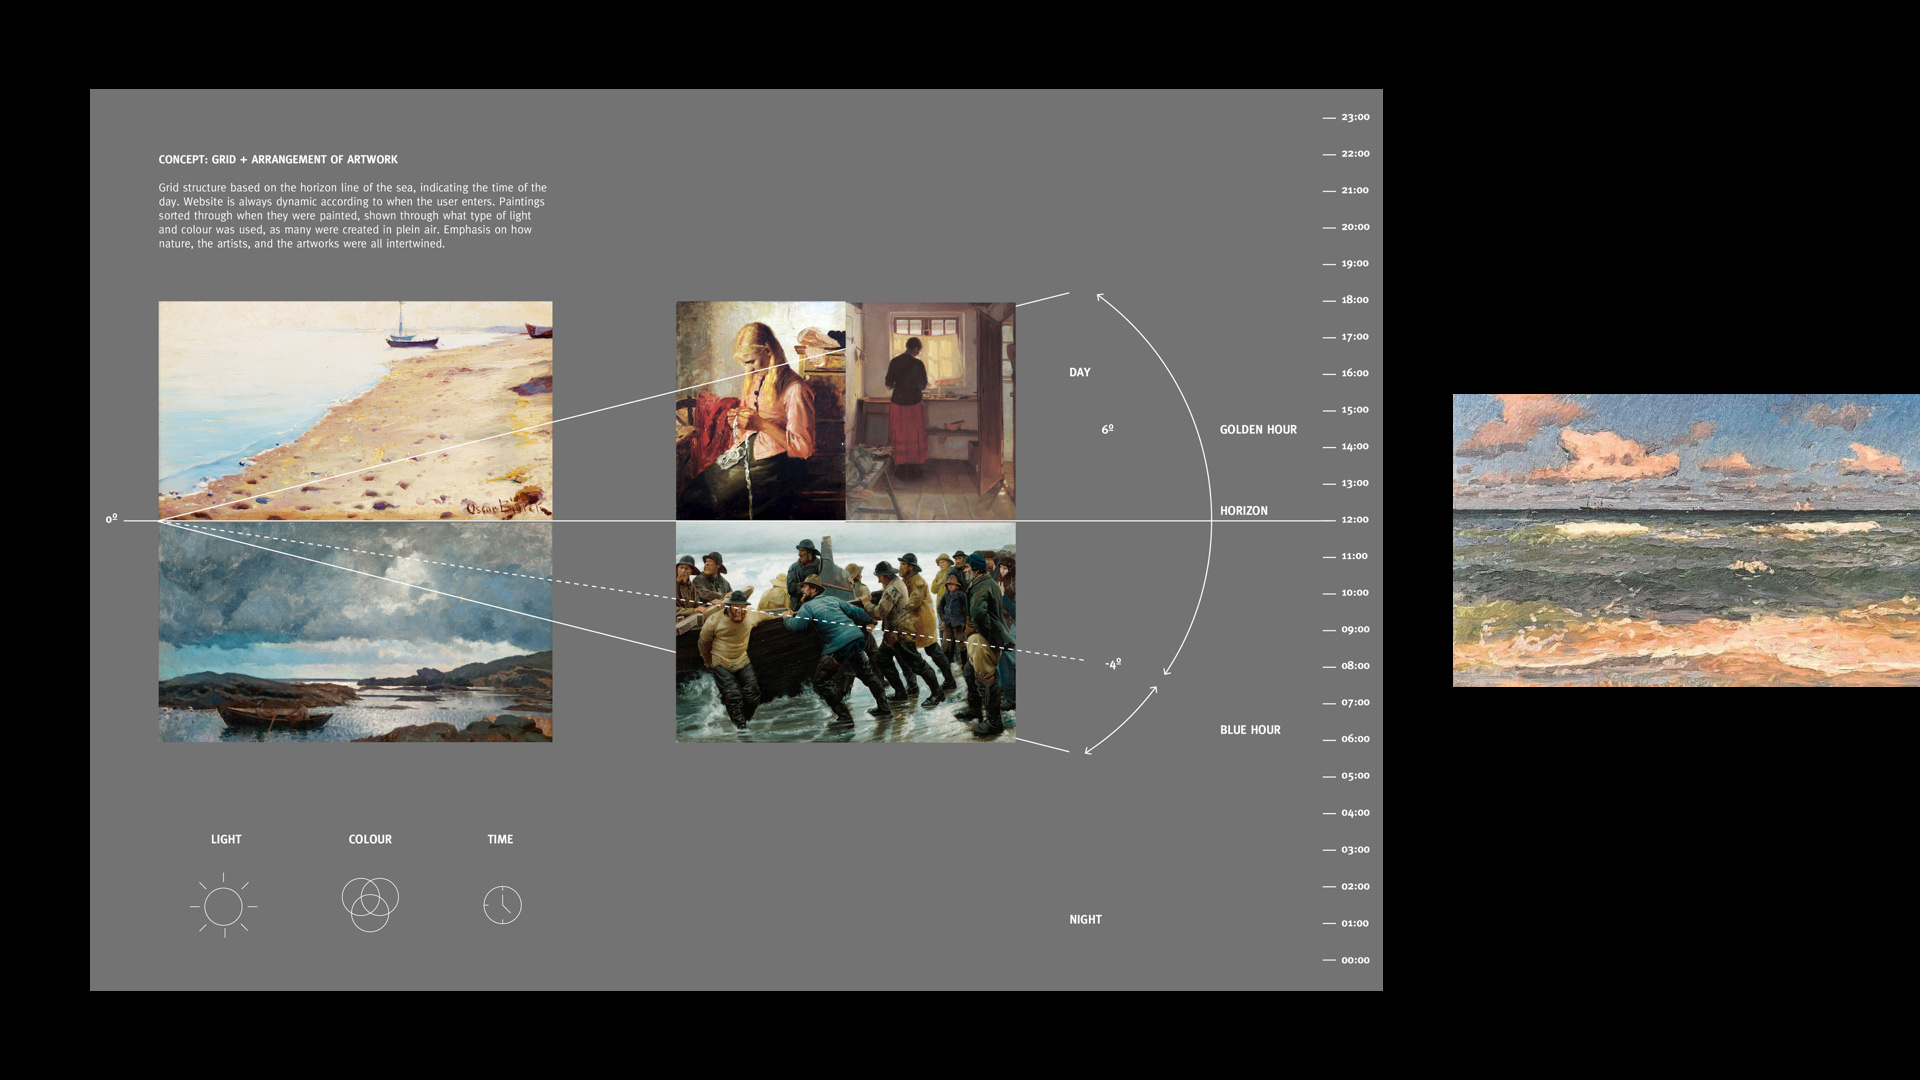 CONCEPT: GRID + ARRANGEMENT OF ARTWORK
Grid structure based on the horizon line of the sea, indicating the time of the
day. Website is always dynamic according to when the user enters. Paintings
sorted through when they were painted, shown through what type of light
and colour was used, as many were created in plein air. Emphasis on how
nature, the artists, and the artworks were all intertwined.
0º
DAY
6º
GOLDEN HOUR
HORIZON
-4º
BLUE HOUR
NIGHT
23:00
22:00
21:00
20:00
19:00
18:00
17:00
16:00
15:00
14:00
13:00
12:00
11:00
10:00
09:00
08:00
07:00
06:00
05:00
04:00
03:00
02:00
01:00
00:00
LIGHT
COLOUR
TIME